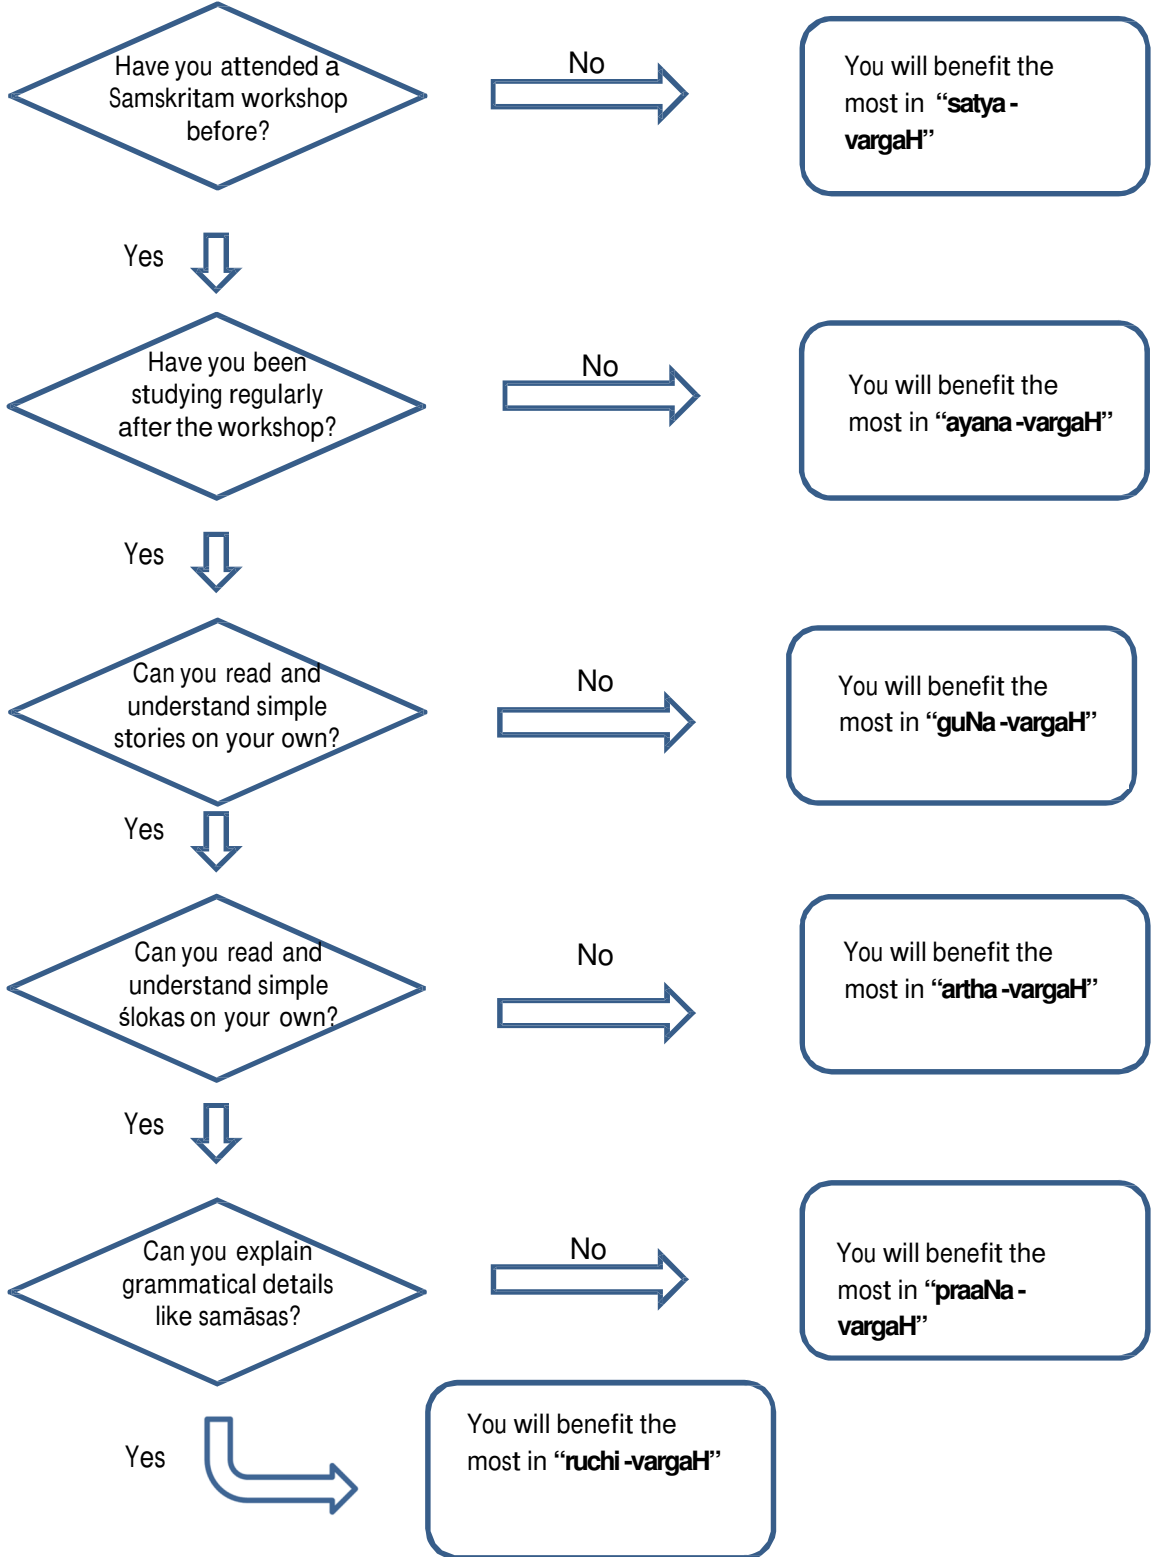 Have you attended a
Samskritam workshop
before?
No
You will benefit the
most in “satya -
vargaH”
Yes
Have you been
studying regularly
after the workshop?
No
You will benefit the
most in “ayana -vargaH”
Yes
Can you read and
understand simple
stories on your own?
No
You will benefit the
most in “guNa -vargaH”
Yes
Can you read and
understand simple
ślokas on your own?
No
You will benefit the
most in “artha -vargaH”
Yes
Can you explain
grammatical details
like samāsas?
No
You will benefit the
most in “praaNa -
vargaH”
Yes
You will benefit the
most in “ruchi -vargaH”